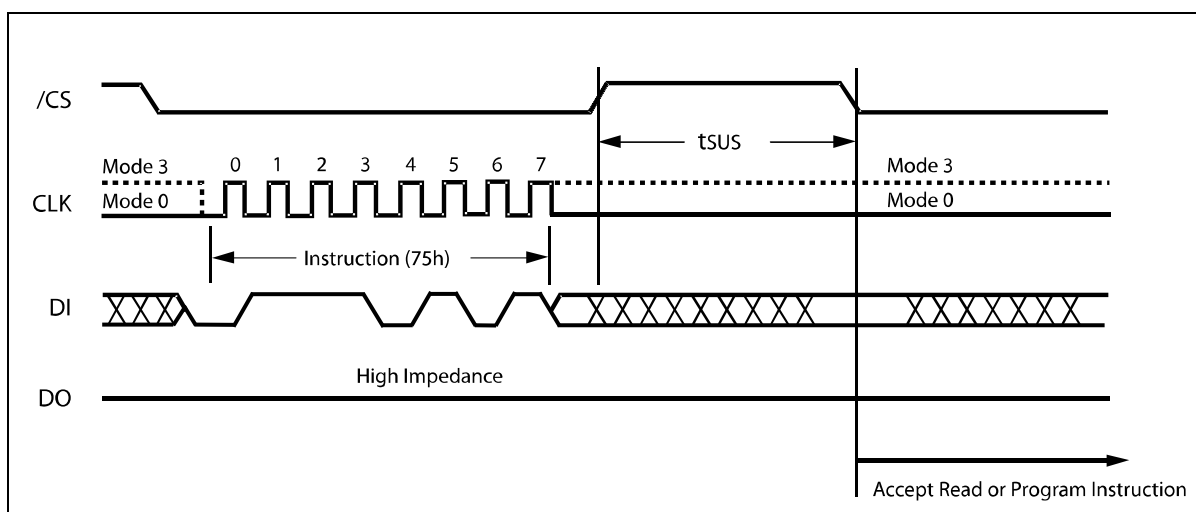 /CS
tSUS
Mode 3 0 1 2 3 4 5 6 7 Mode 3
CLK
Mode 0 Mode 0
Instruction (75h)
DI
High Impedance
DO
Accept Read or Program Instruction